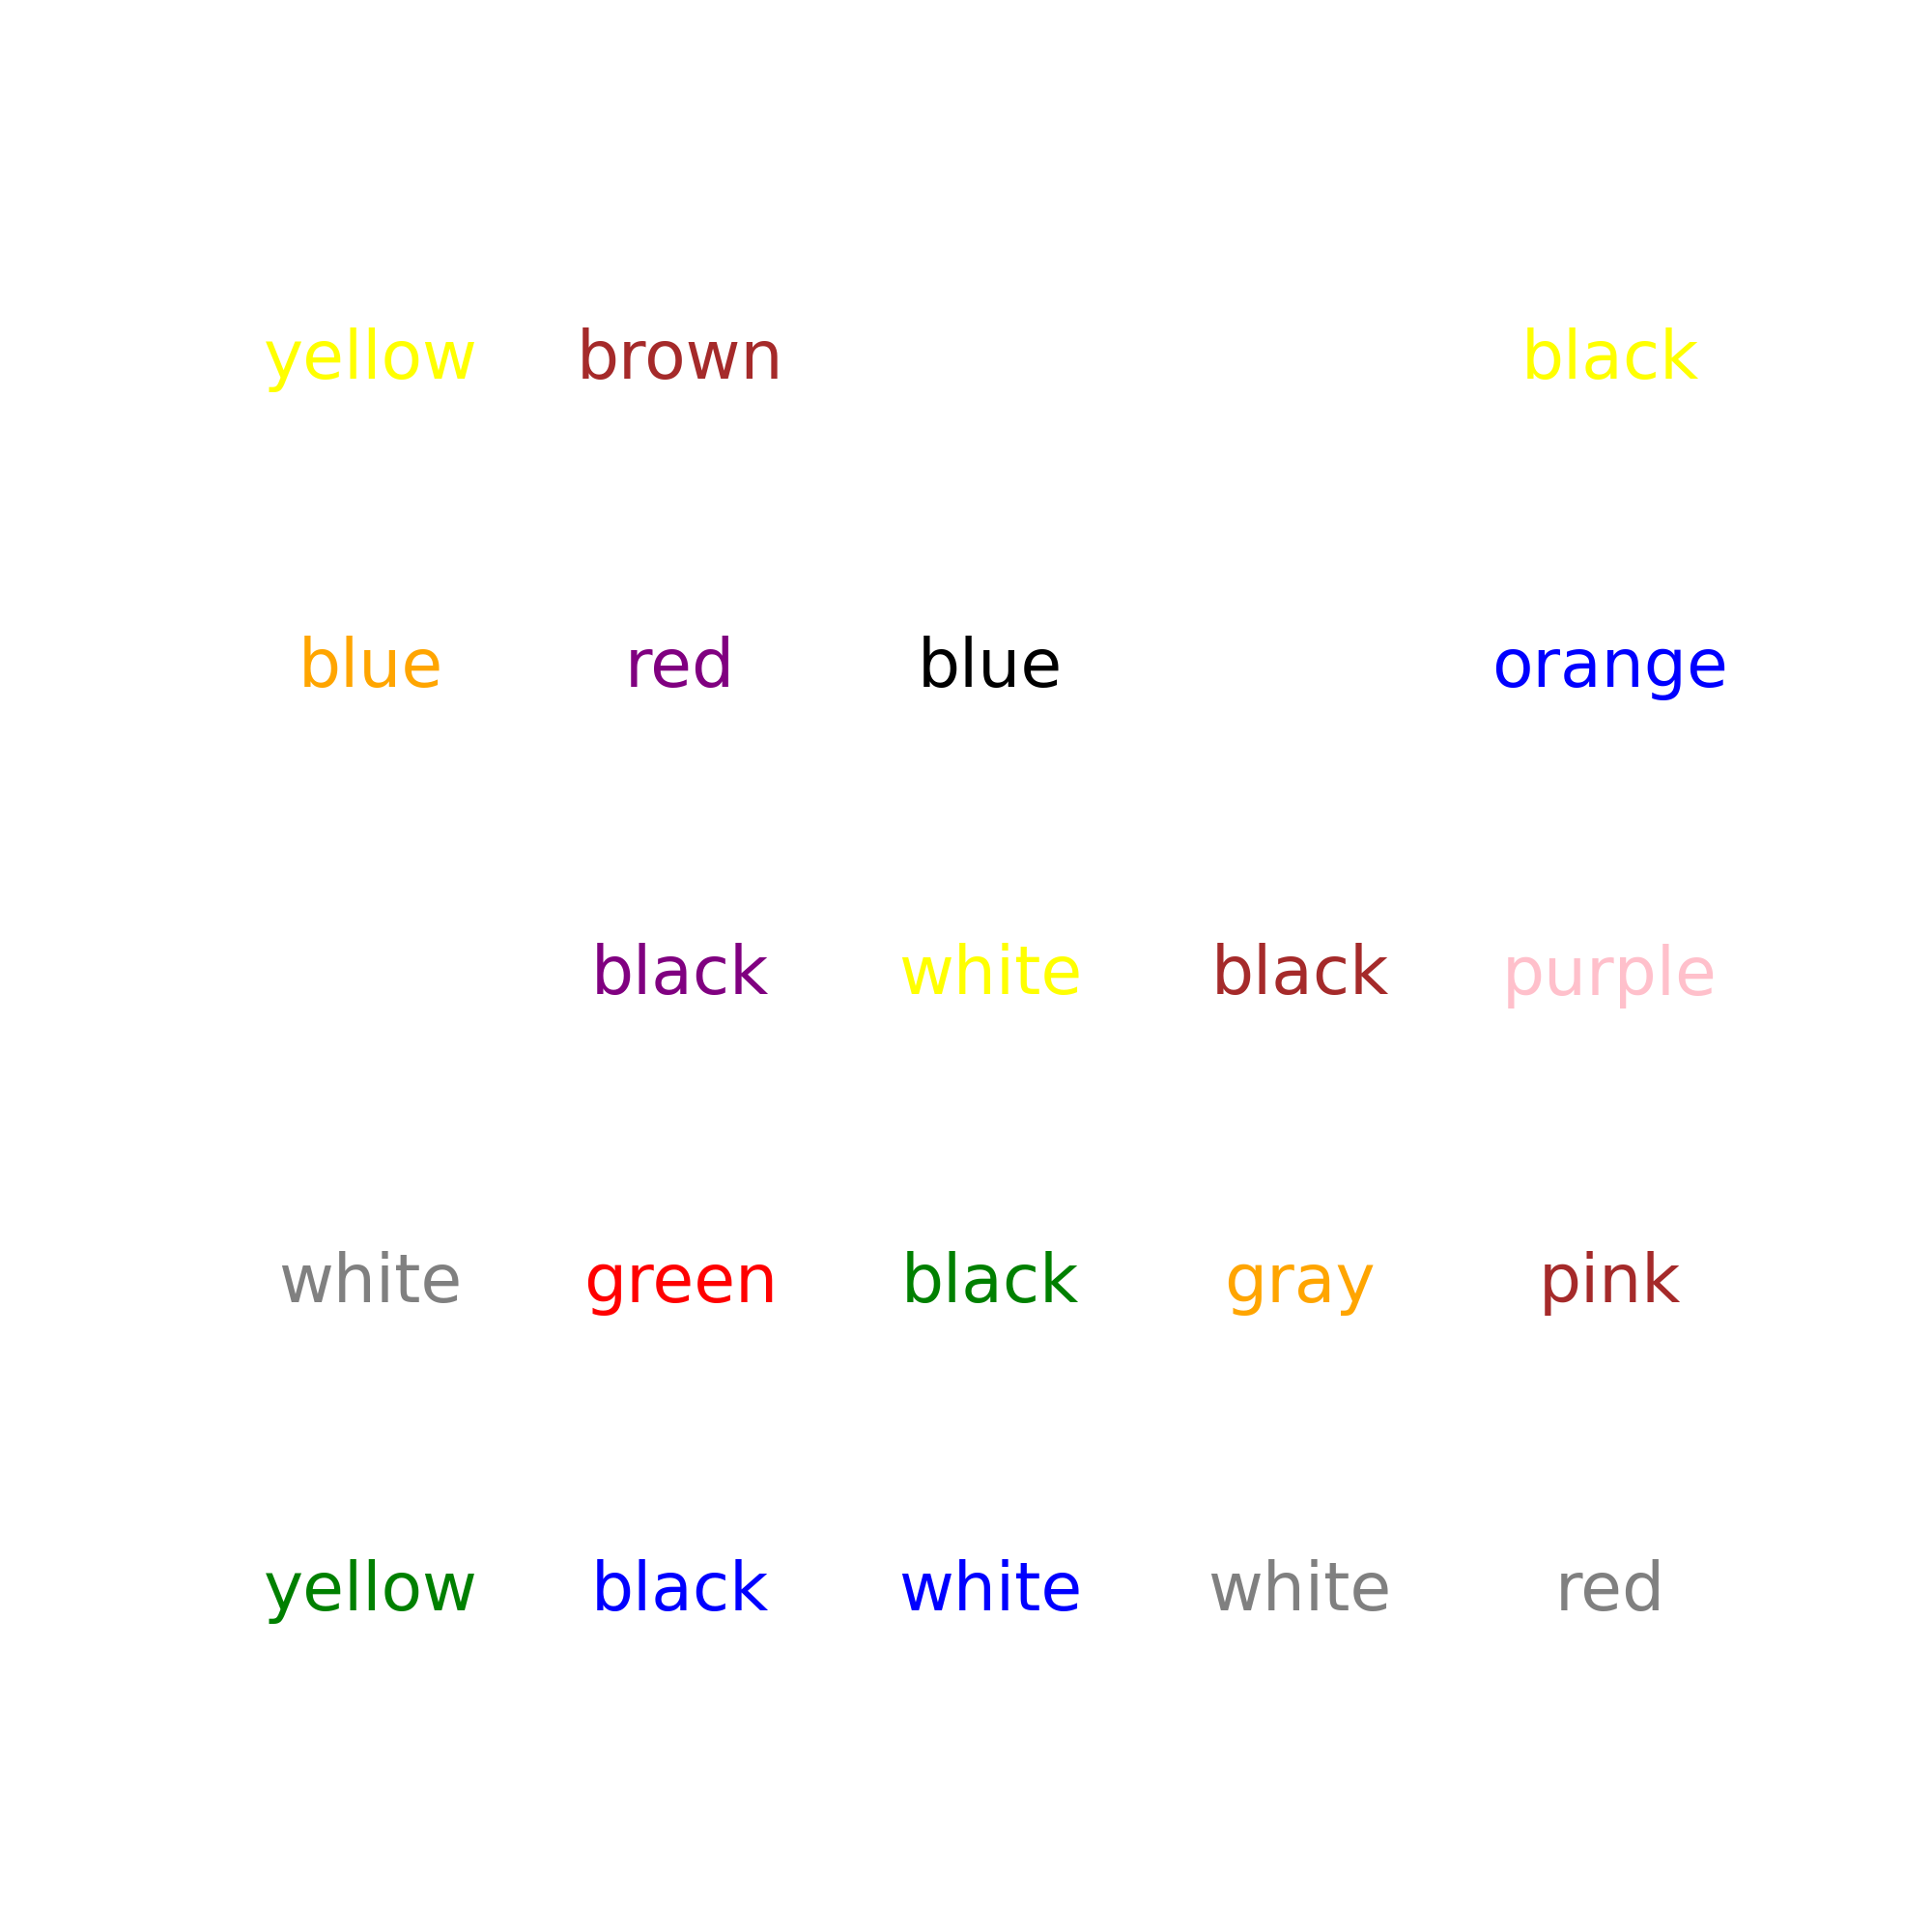 yellow brown black
blue red blue orange
black white black purple
white green black gray pink
yellow black white white red